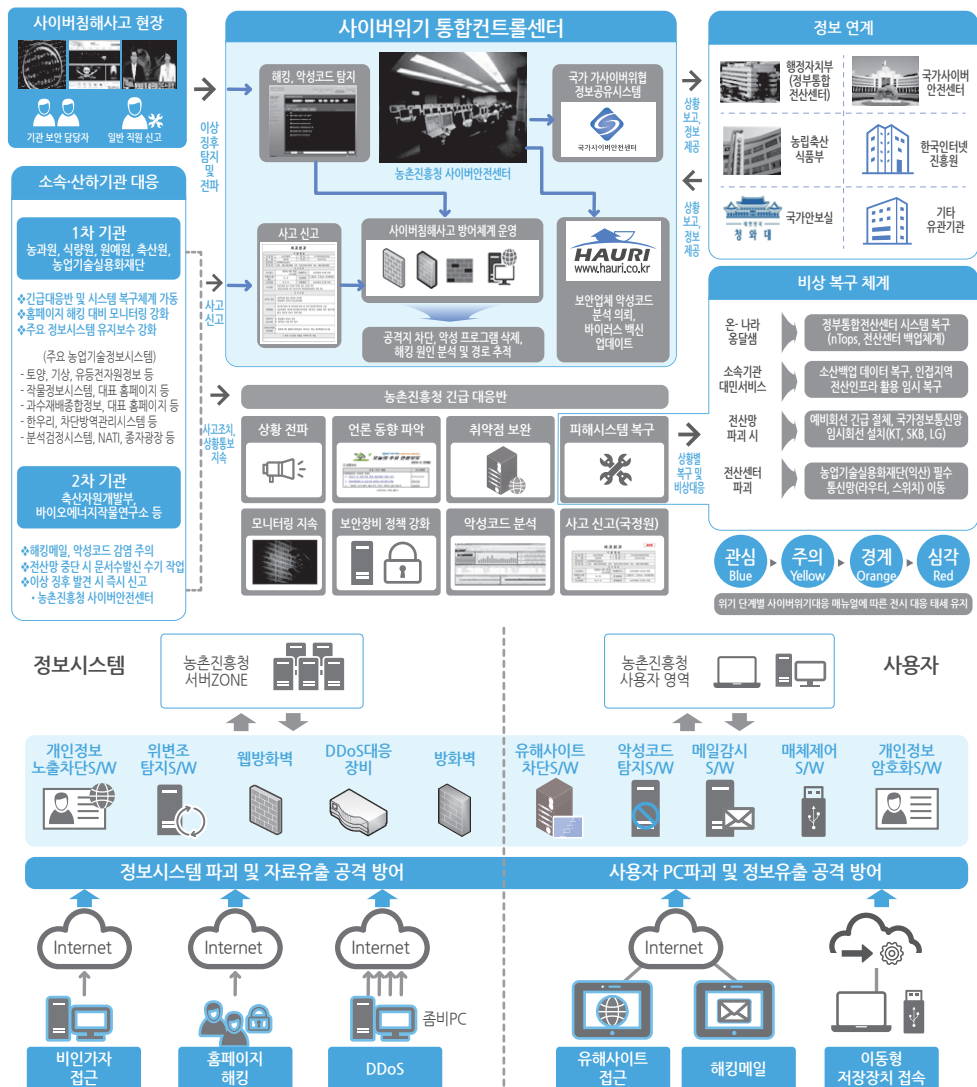 사이버침해사고 현장
기관 보안 담당자
일반 직원 신고
소속·산하기관 대응
1차 기관
농과원, 식량원, 원예원, 축산원,
농업기술실용화재단
❖긴급대응반 및 시스템 복구체계 가동
❖홈페이지 해킹 대비 모니터링 강화
❖주요 정보시스템 유지보수 강화
(주요 농업기술정보시스템)
- 토양, 기상, 유등전자원정보 등
- 작물정보시스템, 대표 홈페이지 등
- 과수재배종합정보, 대표 홈페이지 등
- 한우리, 차단방역관리시스템 등
- 분석검정시스템, NATI, 종자광장 등
2차 기관
축산자원개발부,
바이오에너지작물연구소 등
❖해킹메일, 악성코드 감염 주의
❖전산망 중단 시 문서수발신 수기 작업
❖이상 징후 발견 시 즉시 신고
· 농촌진흥청 사이버안전센터
이상
징후
탐지
및
전파
사고
신고
사고조치,
상황통보
지속
사이버위기 통합컨트롤센터
해킹, 악성코드 탐지
농촌진흥청 사이버안전센터
국가 가사이버위협
정보공유시스템
국가사이버안전센터
사고 신고
사이버침해사고 방어체계 운영
공격지 차단, 악성 프로그램 삭제,
해킹 원인 분석 및 경로 추적
HAURI
www.hauri.co.kr
보안업체 악성코드
분석 의뢰,
바이러스 백신
업데이트
농촌진흥청 긴급 대응반
상황 전파
언론 동향 파악
취약점 보완
피해시스템 복구
모니터링 지속
보안장비 정책 강화
악성코드 분석
사고 신고(국정원)
상황
보고,
정보
제공
상황
보고,
정보
제공
상황별
복구 및
비상대응
정보 연계
행정자치부
(정부통합
전산센터)
국가사이버
안전센터
농림축산
식품부
한국인터넷
진흥원
청 와 대
국가안보실
기타
유관기관
비상 복구 체계
온- 나라
옹달샘
정부통합전산센터 시스템 복구
(nTops, 전산센터 백업체계)
소속기관
대민서비스
소산백업 데이터 복구, 인접지역
전산인프라 활용 임시 복구
전산망
파괴 시
예비회선 긴급 절체, 국가정보통신망
임시회선 설치(KT, SKB, LG)
전산센터
파괴
농업기술실용화재단(익산) 필수
통신망(라우터, 스위치) 이동
관심
Blue
주의
Yellow
경계
Orange
심각
Red
위기 단계별 사이버위기대응 매뉴얼에 따른 전시 대응 태세 유지
정보시스템
농촌진흥청
서버ZONE
농촌진흥청
사용자 영역
사용자
개인정보
노출차단S/W
위변조
탐지S/W
웹방화벽
DDoS대응
장비
방화벽
유해사이트
차단S/W
악성코드
탐지S/W
메일감시
S/W
매체제어
S/W
개인정보
암호화S/W
정보시스템 파괴 및 자료유출 공격 방어
사용자 PC파괴 및 정보유출 공격 방어
Internet
Internet
Internet
Internet
좀비PC
비인가자
접근
홈페이지
해킹
DDoS
유해사이트
접근
해킹메일
이동형
저장장치 접속